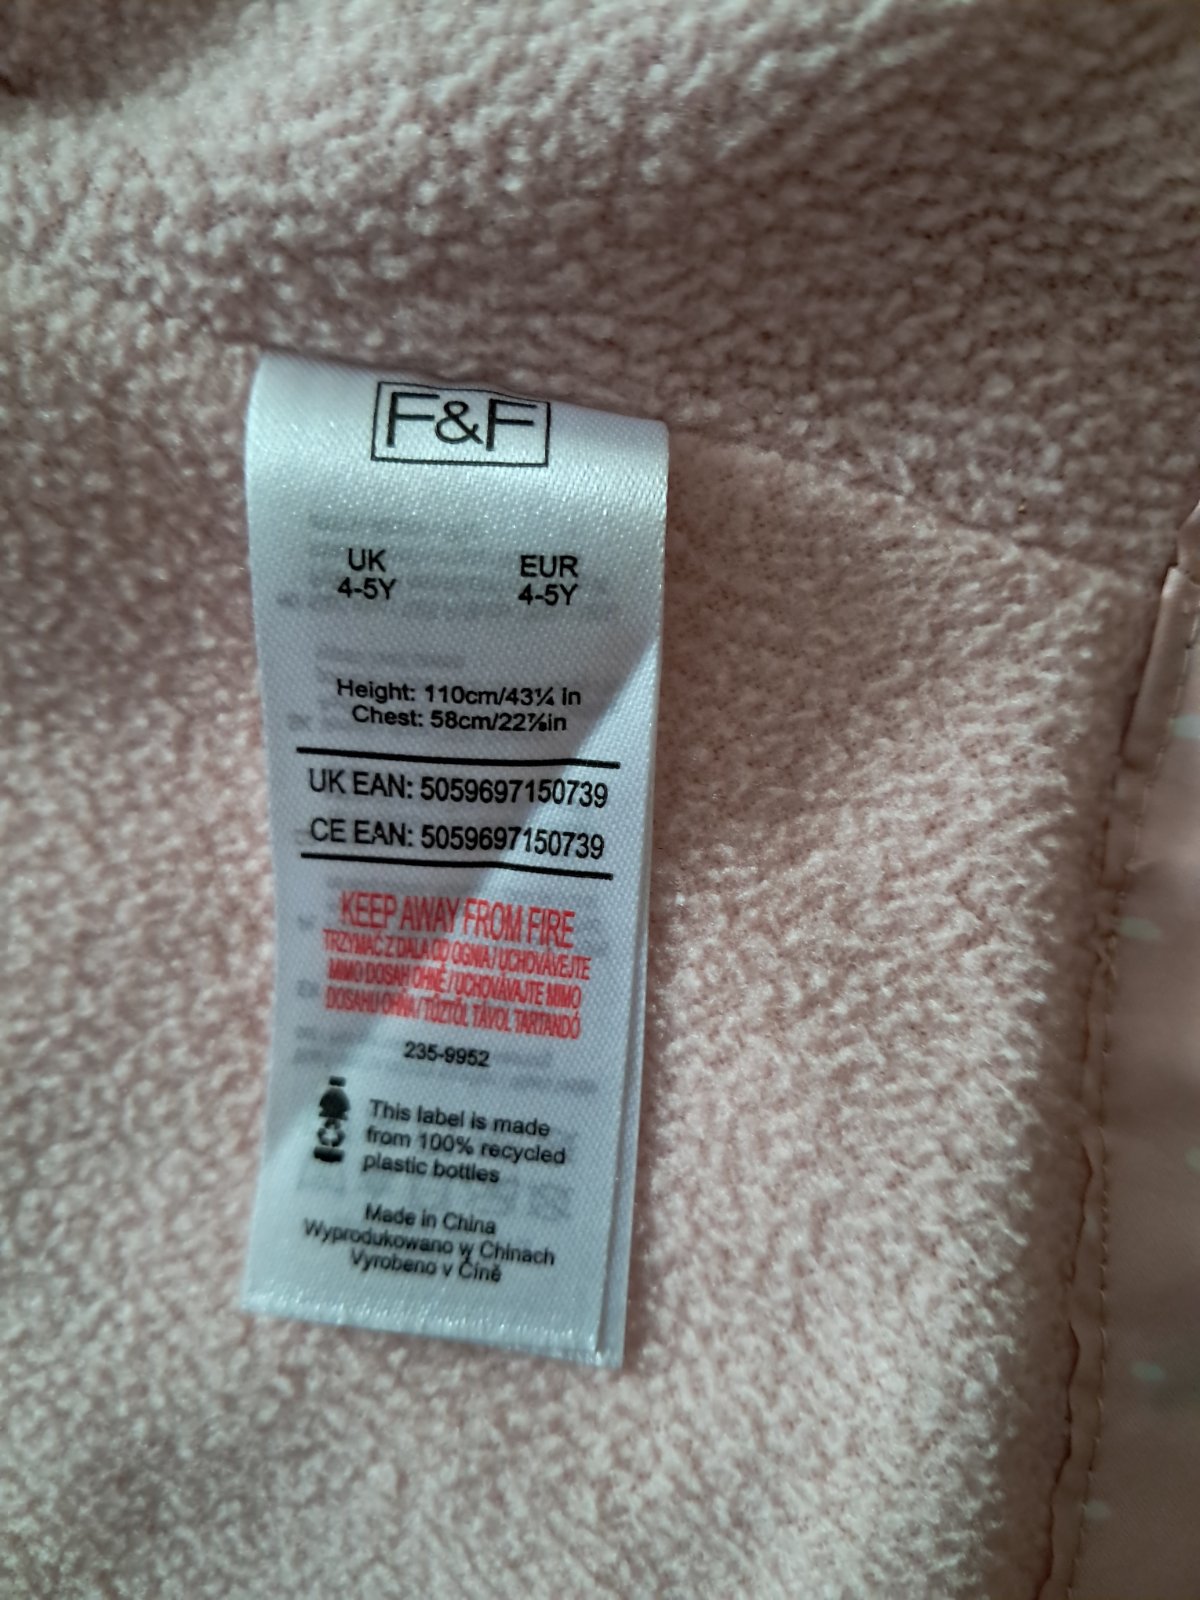 F&F
UK EUR
4-5Y 4-5Y
Height: 110cm/43¼ in
Chest: 58cm/22⅞in
UK EAN: 5059697150739
CE EAN: 5059697150739
KEEP AWAY FROM FIRE
TRZYMAĆ Z DALA OD OGNIA / UCHOVÁVEJTE
MIMO DOSAH OHNĚ / UCHOVÁVAJTE MIMO
DOSAHU OHŇA / TŰZTŐL TÁVOL TARTANDÓ
235-9952
This label is made
from 100% recycled
plastic bottles
Made in China
Wyprodukowano w Chinach
Vyrobeno v Číně